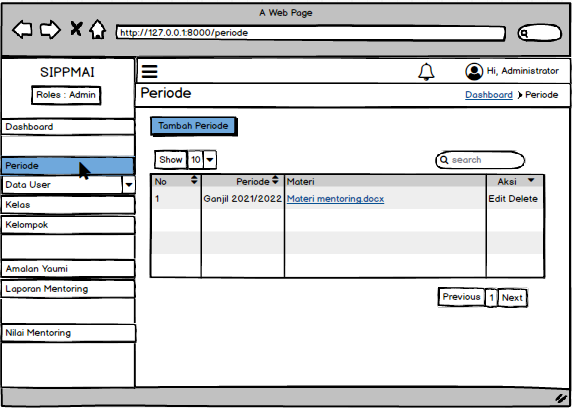 A Web Page
http://127.0.0.1:8000/periode
SIPPMAI
Roles : Admin
Hi, Administrator
Periode
Dashboard Periode
Dashboard
Periode
Data User
Kelas
Kelompok
Amalan Yaumi
Laporan Mentoring
Nilai Mentoring
Tambah Periode
Show 10
search
No Periode Materi Aksi
1 Ganjil 2021/2022 Materi mentoring.docx Edit Delete
Previous 1 Next